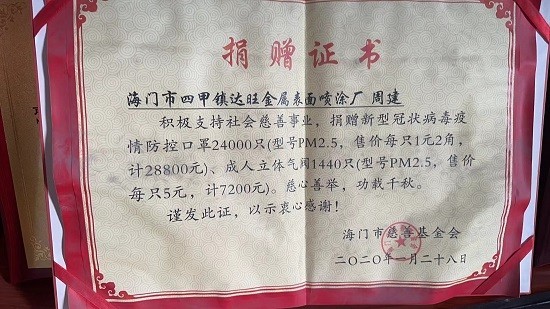 捐赠证书
海门市四甲镇达旺金属表面喷涂厂 周建
积极支持社会慈善事业，捐赠新型冠状病毒疫
情防控口罩24000只(型号PM2.5，售价每只1元2角，
计28800元)、成人立体气阀1440只(型号PM2.5，售价
每只5元，计7200元)。慈心善举，功载千秋。
谨发此证，以示衷心感谢！
海门市慈善基金会
二〇二〇年一月二十八日